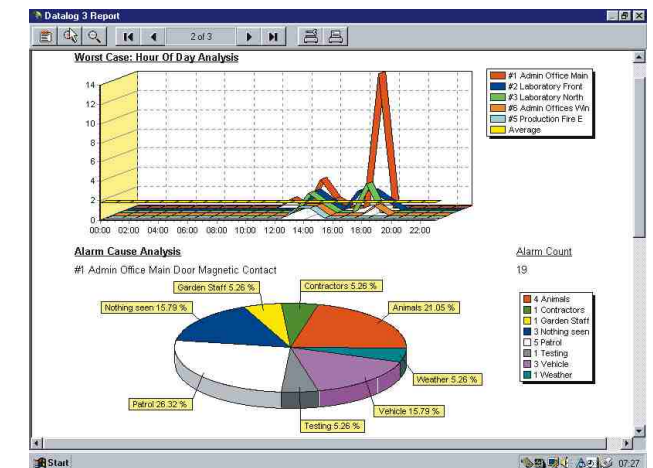 Datalog 3 Report
2 of 3
Worst Case: Hour Of Day Analysis
14
12
10
8
6
4
2
0
00:00 02:00 04:00 06:00 08:00 10:00 12:00 14:00 16:00 18:00 20:00 22:00
#1 Admin Office Main
#2 Laboratory Front
#3 Laboratory North
#6 Admin Offices Win
#5 Production Fire E
Average
Alarm Cause Analysis
Alarm Count
#1 Admin Office Main Door Magnetic Contact
19
Garden Staff 5.26 %
Contractors 5.26 %
Nothing seen 15.79 %
Animals 21.05 %
Weather 5.26 %
Patrol 26.32 %
Vehicle 15.79 %
Testing 5.26 %
4 Animals
1 Contractors
1 Garden Staff
3 Nothing seen
5 Patrol
1 Testing
3 Vehicle
1 Weather
Start
07:27